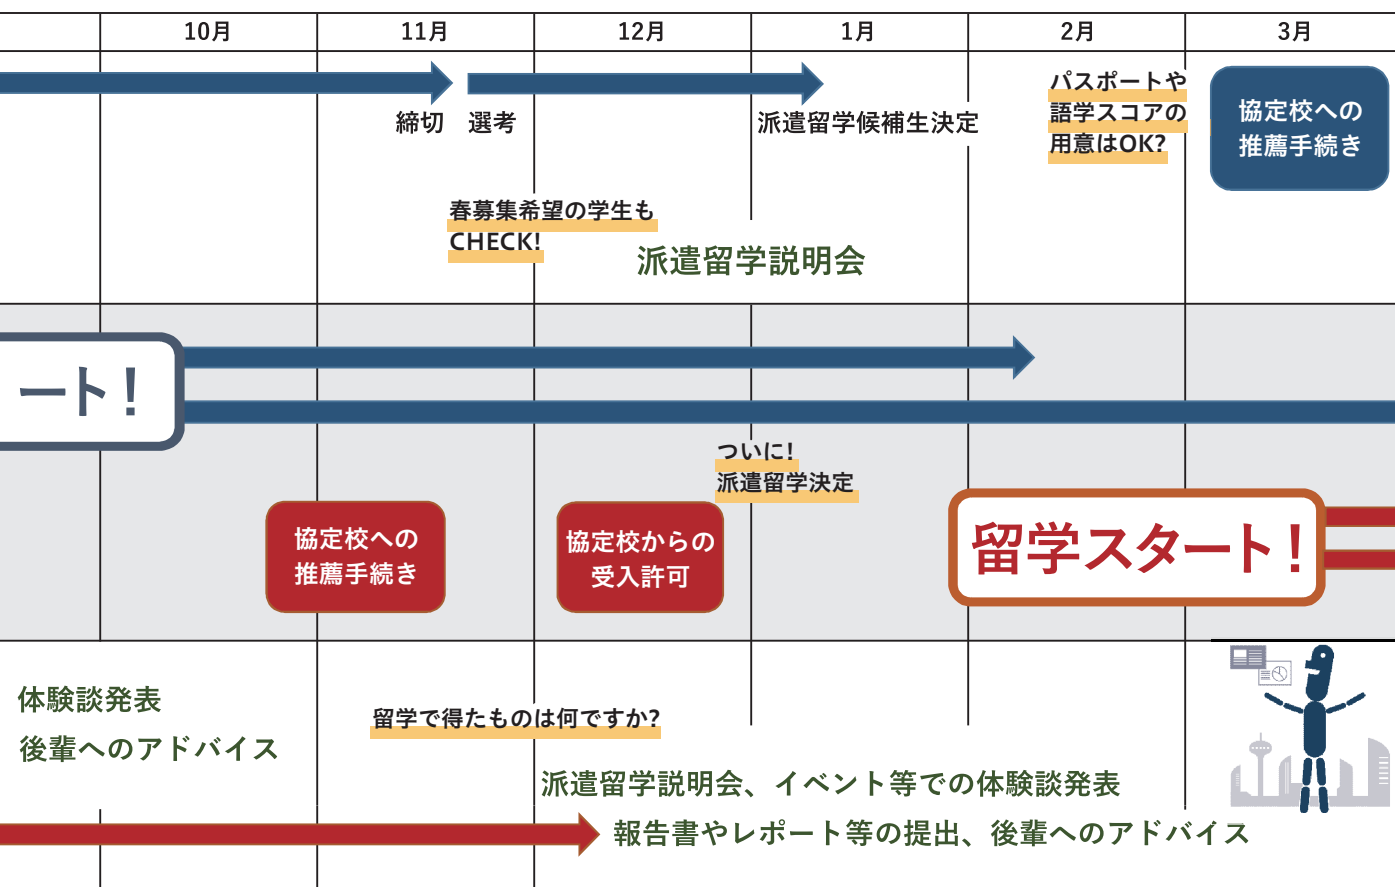 10月
11月
12月
1月
2月
3月
締切
選考
派遣留学候補生決定
パスポートや
語学スコアの
用意はOK?
協定校への
推薦手続き
春募集希望の学生も
CHECK!
派遣留学説明会
ート！
ついに!
派遣留学決定
協定校への
推薦手続き
協定校からの
受入許可
留学スタート！
体験談発表
後輩へのアドバイス
留学で得たものは何ですか?
派遣留学説明会、イベント等での体験談発表
報告書やレポート等の提出、後輩へのアドバイス